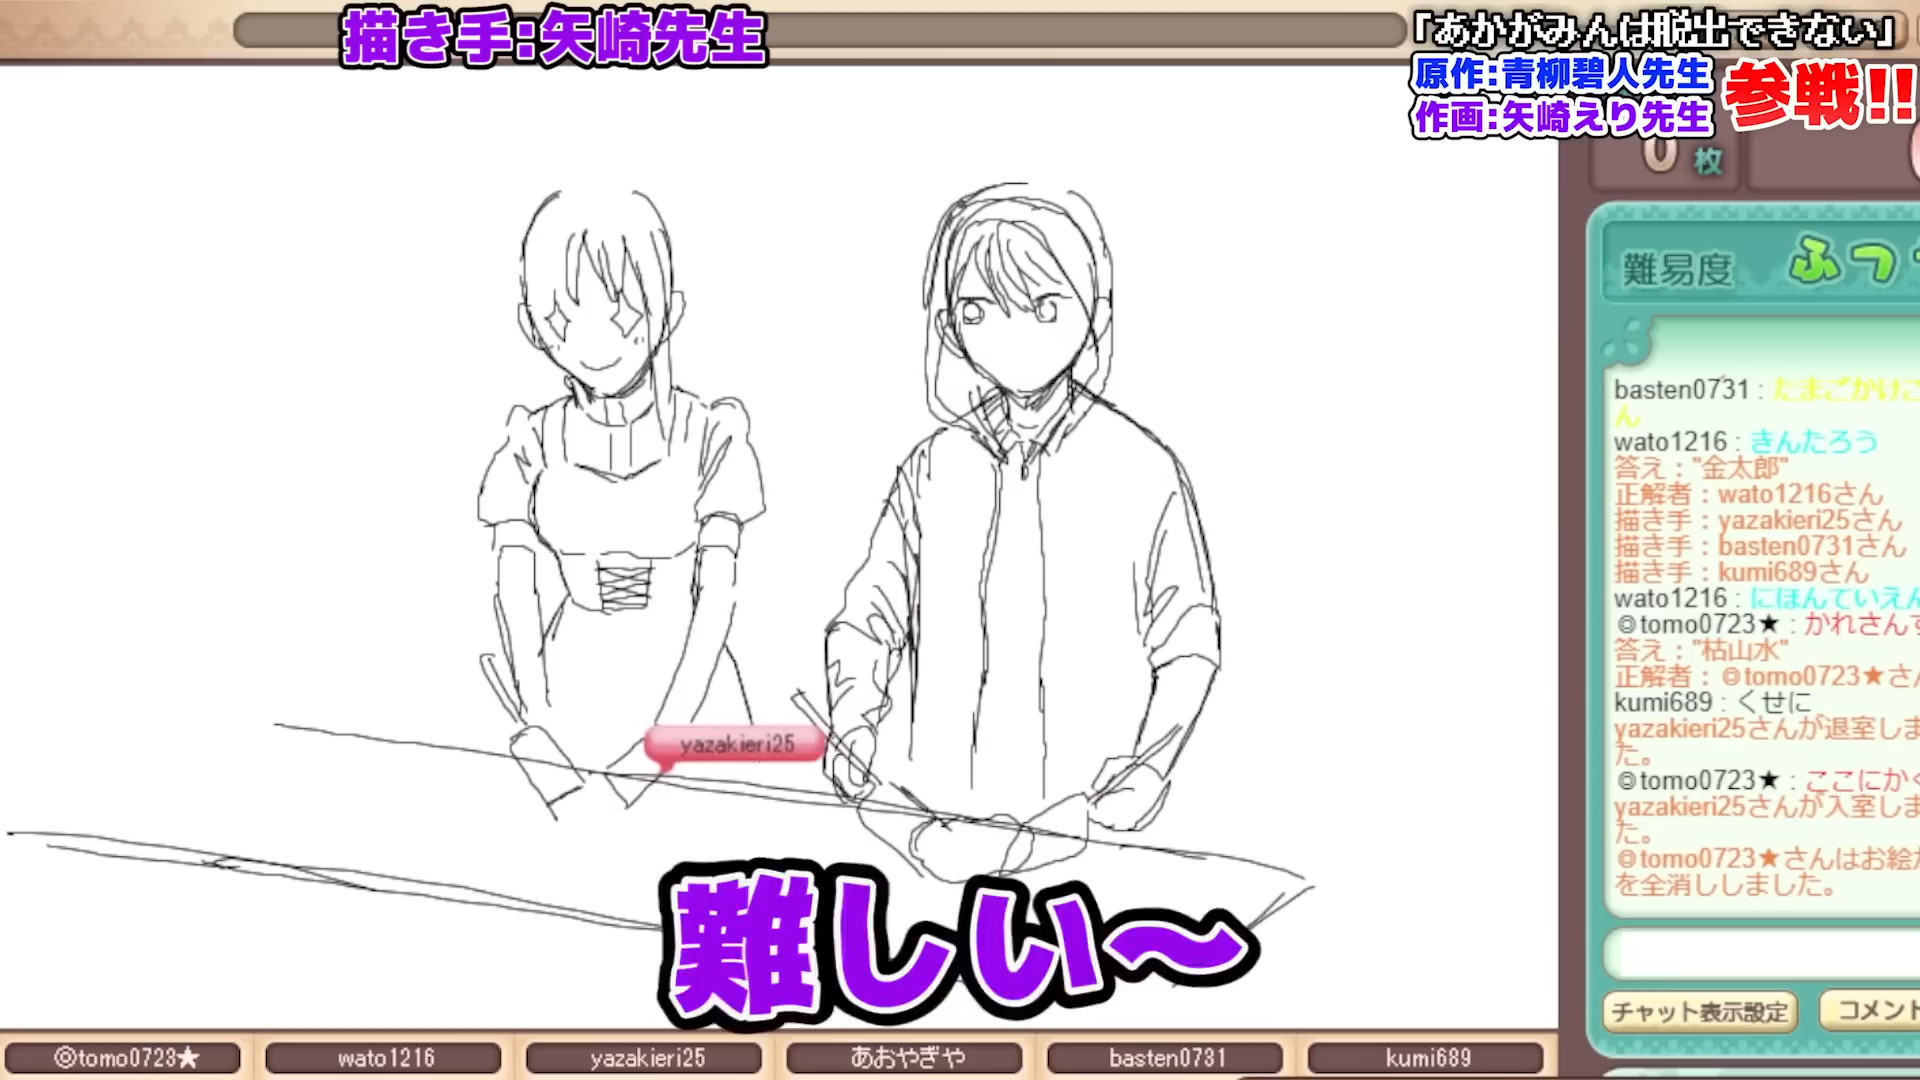 描き手:矢崎先生
「あかがみんは脱出できない」
原作:青柳碧人先生
作画:矢崎えり先生
参戦!!
0枚
難易度 ふつ
basten0731 : たまごかけご
ん
wato1216 : きんたろう
答え : "金太郎"
正解者 : wato1216さん
描き手 : yazakieri25さん
描き手 : basten0731さん
描き手 : kumi689さん
wato1216 : にほんていえん
◎tomo0723★ : かれさんす
答え : "枯山水"
正解者 : ◎tomo0723★さん
kumi689 : くせに
yazakieri25さんが退室しま
た。
◎tomo0723★ : ここにかく
yazakieri25さんが入室しま
た。
◎tomo0723★さんはお絵か
を全消ししました。
yazakieri25
難しい〜
チャット表示設定
コメント
◎tomo0723★
wato1216
yazakieri25
あおやぎや
basten0731
kumi689